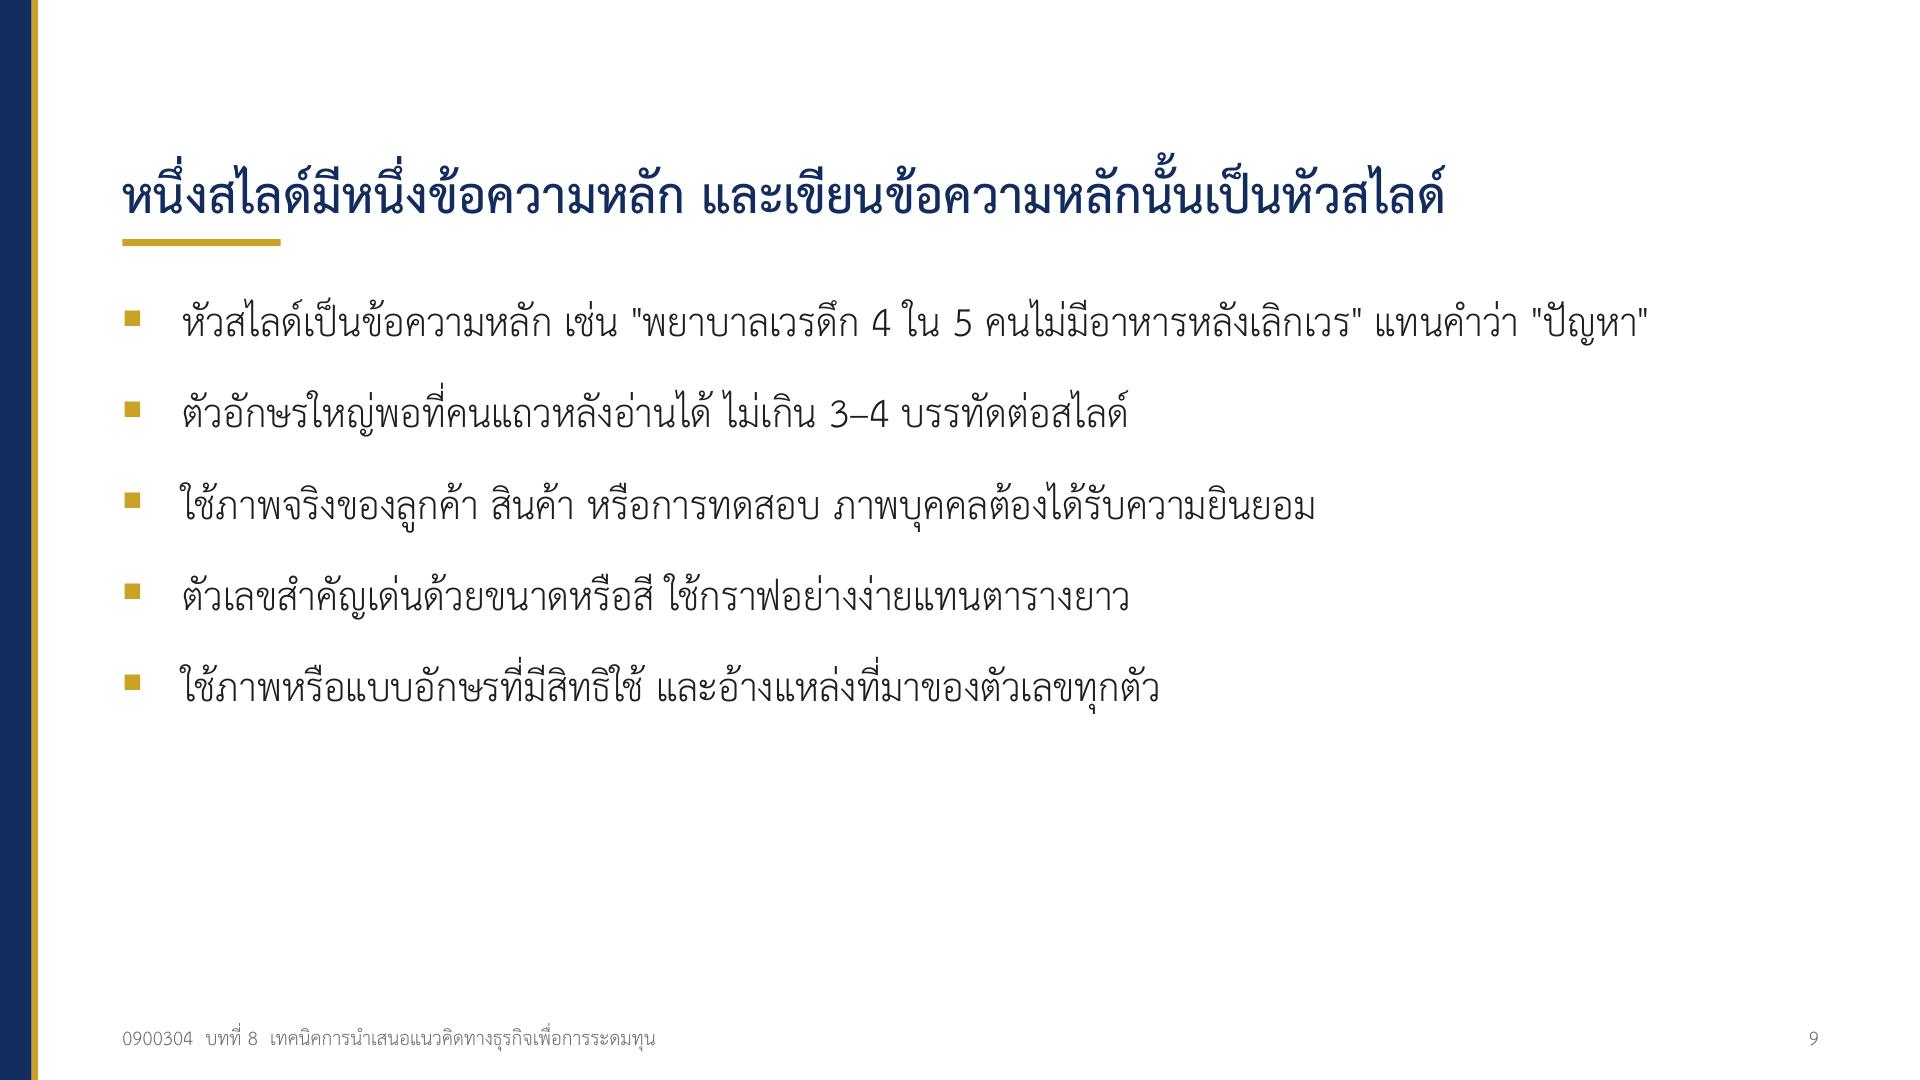 หนึ่งสไลด์มีหนึ่งข้อความหลัก และเขียนข้อความหลักนั้นเป็นหัวสไลด์
■ หัวสไลด์เป็นข้อความหลัก เช่น "พยาบาลเวรดึก 4 ใน 5 คนไม่มีอาหารหลังเลิกเวร" แทนคำว่า "ปัญหา"
■ ตัวอักษรใหญ่พอที่คนแถวหลังอ่านได้ ไม่เกิน 3–4 บรรทัดต่อสไลด์
■ ใช้ภาพจริงของลูกค้า สินค้า หรือการทดสอบ ภาพบุคคลต้องได้รับความยินยอม
■ ตัวเลขสำคัญเด่นด้วยขนาดหรือสี ใช้กราฟอย่างง่ายแทนตารางยาว
■ ใช้ภาพหรือแบบอักษรที่มีสิทธิใช้ และอ้างแหล่งที่มาของตัวเลขทุกตัว
0900304 บทที่ 8 เทคนิคการนำเสนอแนวคิดทางธุรกิจเพื่อการระดมทุน
9